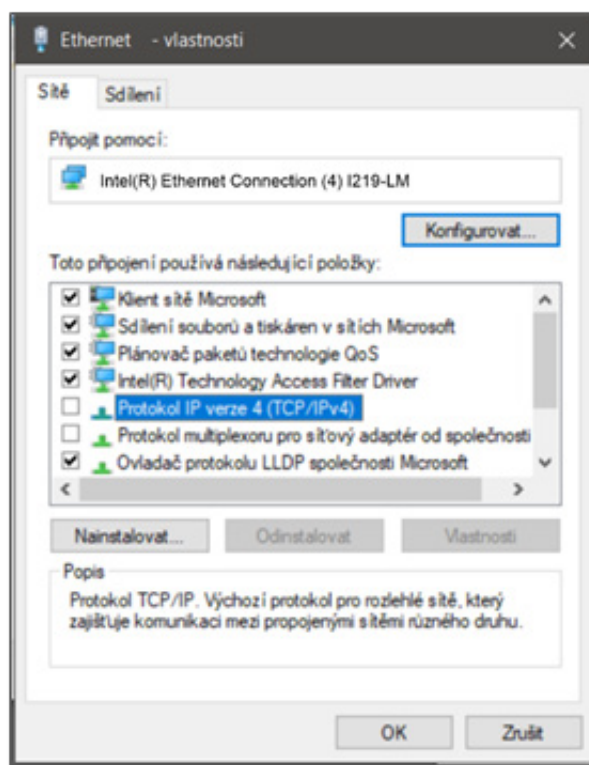 Ethernet - vlastnosti
Sítě Sdílení
Připojit pomocí:
Intel(R) Ethernet Connection (4) I219-LM
Konfigurovat...
Toto připojení používá následující položky:
Klient sítě Microsoft
Sdílení souborů a tiskáren v sítích Microsoft
Plánovač paketů technologie QoS
Intel(R) Technology Access Filter Driver
Protokol IP verze 4 (TCP/IPv4)
Protokol multiplexoru pro síťový adaptér od společnosti
Ovladač protokolu LLDP společnosti Microsoft
Nainstalovat... Odinstalovat Vlastnosti
Popis
Protokol TCP/IP. Výchozí protokol pro rozlehlé sítě, který
zajišťuje komunikaci mezi propojenými sítěmi různého druhu.
OK Zrušit